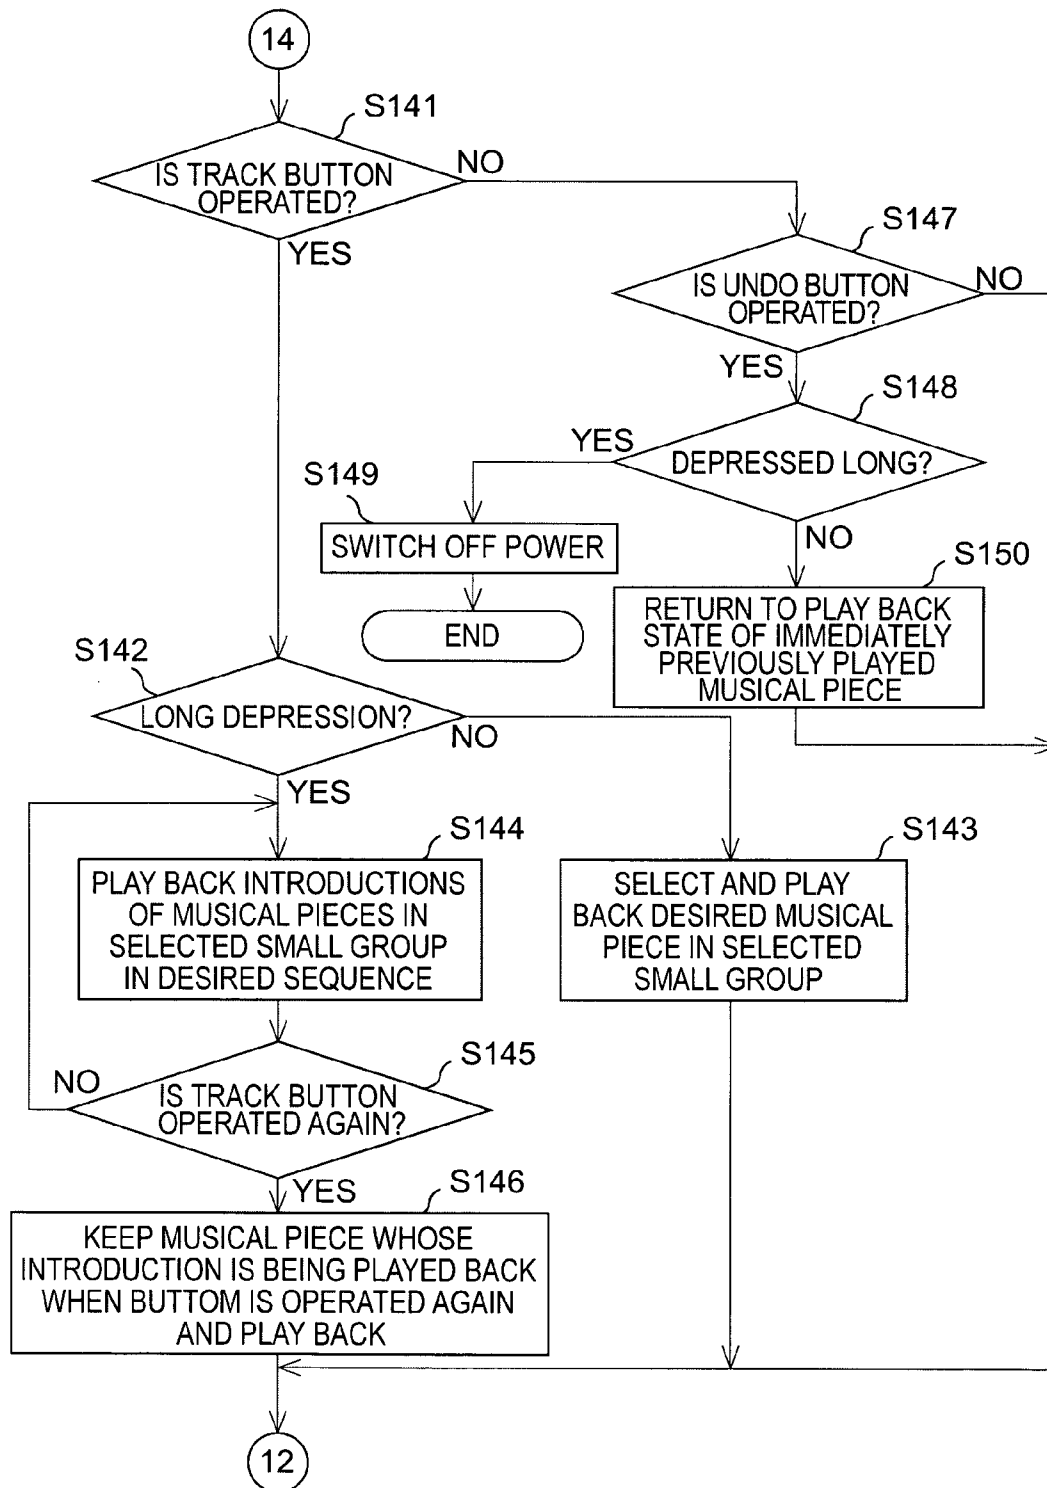 14
S141
IS TRACK BUTTON
OPERATED?
NO
YES
S147
IS UNDO BUTTON
OPERATED?
NO
YES
S148
DEPRESSED LONG?
YES
NO
S149
SWITCH OFF POWER
END
S150
RETURN TO PLAY BACK
STATE OF IMMEDIATELY
PREVIOUSLY PLAYED
MUSICAL PIECE
S142
LONG DEPRESSION?
NO
YES
S144
PLAY BACK INTRODUCTIONS
OF MUSICAL PIECES IN
SELECTED SMALL GROUP
IN DESIRED SEQUENCE
S143
SELECT AND PLAY
BACK DESIRED MUSICAL
PIECE IN SELECTED
SMALL GROUP
S145
NO
IS TRACK BUTTON
OPERATED AGAIN?
YES
S146
KEEP MUSICAL PIECE WHOSE
INTRODUCTION IS BEING PLAYED BACK
WHEN BUTTOM IS OPERATED AGAIN
AND PLAY BACK
12